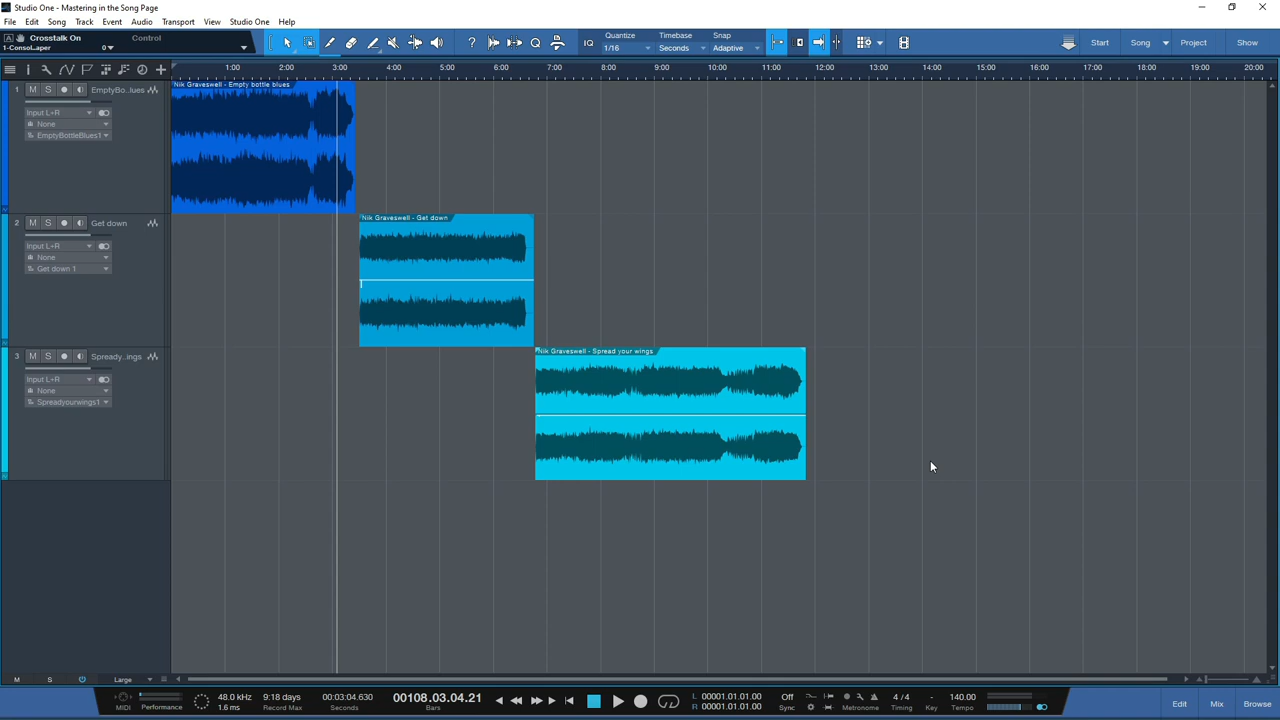 Studio One - Mastering in the Song Page
File Edit Song Track Event Audio Transport View Studio One Help
A Crosstalk On Control
1-Consol..aper 0
Quantize Timebase Snap
IQ 1/16 Seconds Adaptive
Start Song Project Show
1:00 2:00 3:00 4:00 5:00 6:00 7:00 8:00 9:00 10:00 11:00 12:00 13:00 14:00 15:00 16:00 17:00 18:00 19:00 20:00
1 M S EmptyBo..lues
Input L+R
None
EmptyBottleBlues1
Nik Graveswell - Empty bottle blues
2 M S Get down
Input L+R
None
Get down 1
Nik Graveswell - Get down
3 M S Spready..ings
Input L+R
None
Spreadyourwings1
Nik Graveswell - Spread your wings
M S Large
MIDI
Performance
48.0 kHz
1.6 ms
9:18 days
Record Max
00:03:04.630
Seconds
00108.03.04.21
Bars
L 00001.01.01.00
R 00001.01.01.00
Off
Sync
Metronome
4 / 4
Timing
-
Key
140.00
Tempo
Edit Mix Browse